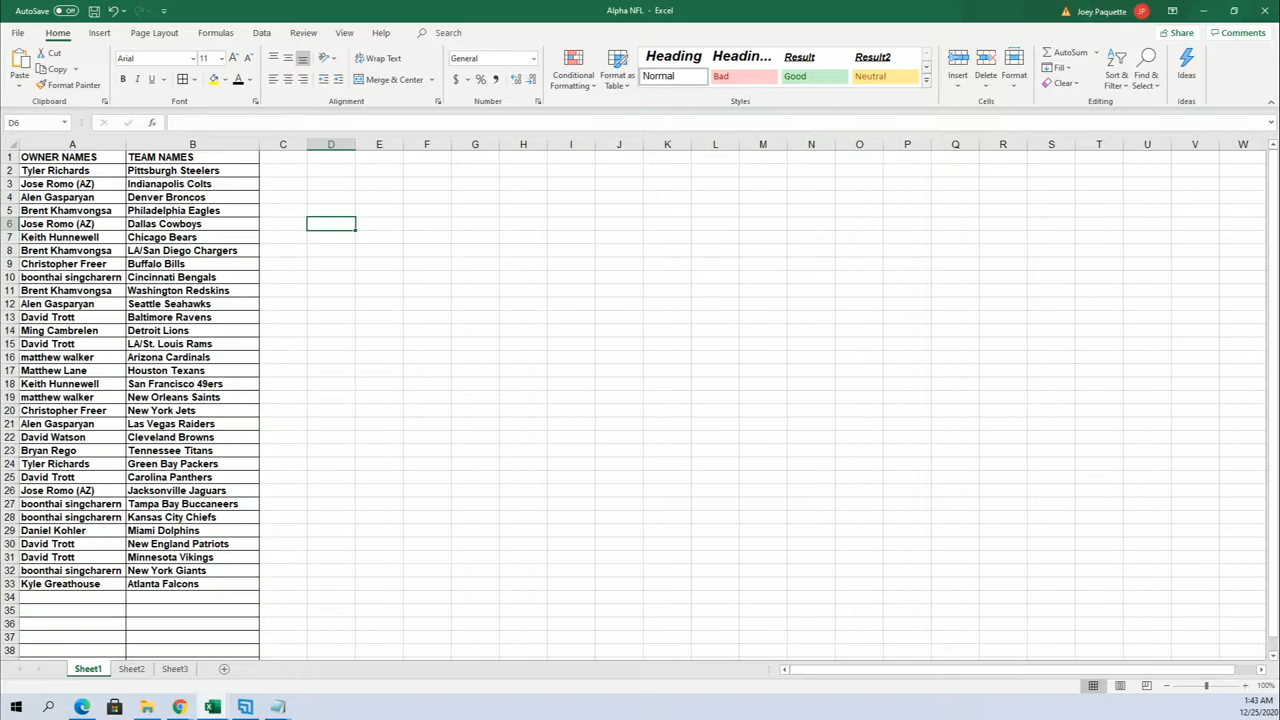 AutoSave Off Alpha NFL - Excel Joey Paquette JP
File Home Insert Page Layout Formulas Data Review View Help Search Share Comments
Paste Cut Copy Format Painter Clipboard
Arial 11 B I U A Font
Wrap Text Merge & Center Alignment
General $ % Number
Conditional Formatting Format as Table
Heading Headin... Result Result2
Normal Bad Good Neutral Styles
Insert Delete Format Cells
AutoSum Fill Clear Sort & Filter Find & Select Editing
Ideas Ideas
D6 fx
A B C D E F G H I J K L M N O P Q R S T U V W
1 OWNER NAMES TEAM NAMES
2 Tyler Richards Pittsburgh Steelers
3 Jose Romo (AZ) Indianapolis Colts
4 Alen Gasparyan Denver Broncos
5 Brent Khamvongsa Philadelphia Eagles
6 Jose Romo (AZ) Dallas Cowboys
7 Keith Hunnewell Chicago Bears
8 Brent Khamvongsa LA/San Diego Chargers
9 Christopher Freer Buffalo Bills
10 boonthai singcharern Cincinnati Bengals
11 Brent Khamvongsa Washington Redskins
12 Alen Gasparyan Seattle Seahawks
13 David Trott Baltimore Ravens
14 Ming Cambrelen Detroit Lions
15 David Trott LA/St. Louis Rams
16 matthew walker Arizona Cardinals
17 Matthew Lane Houston Texans
18 Keith Hunnewell San Francisco 49ers
19 matthew walker New Orleans Saints
20 Christopher Freer New York Jets
21 Alen Gasparyan Las Vegas Raiders
22 David Watson Cleveland Browns
23 Bryan Rego Tennessee Titans
24 Tyler Richards Green Bay Packers
25 David Trott Carolina Panthers
26 Jose Romo (AZ) Jacksonville Jaguars
27 boonthai singcharern Tampa Bay Buccaneers
28 boonthai singcharern Kansas City Chiefs
29 Daniel Kohler Miami Dolphins
30 David Trott New England Patriots
31 David Trott Minnesota Vikings
32 boonthai singcharern New York Giants
33 Kyle Greathouse Atlanta Falcons
34
35
36
37
38
Sheet1 Sheet2 Sheet3
100%
1:43 AM
12/25/2020